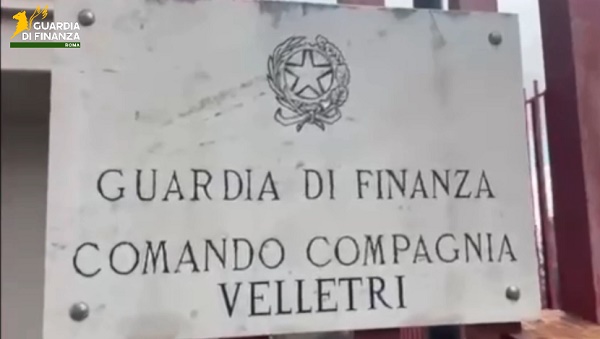 GUARDIA
DI FINANZA
ROMA
GUARDIA DI FINANZA
COMANDO COMPAGNIA
VELLETRI